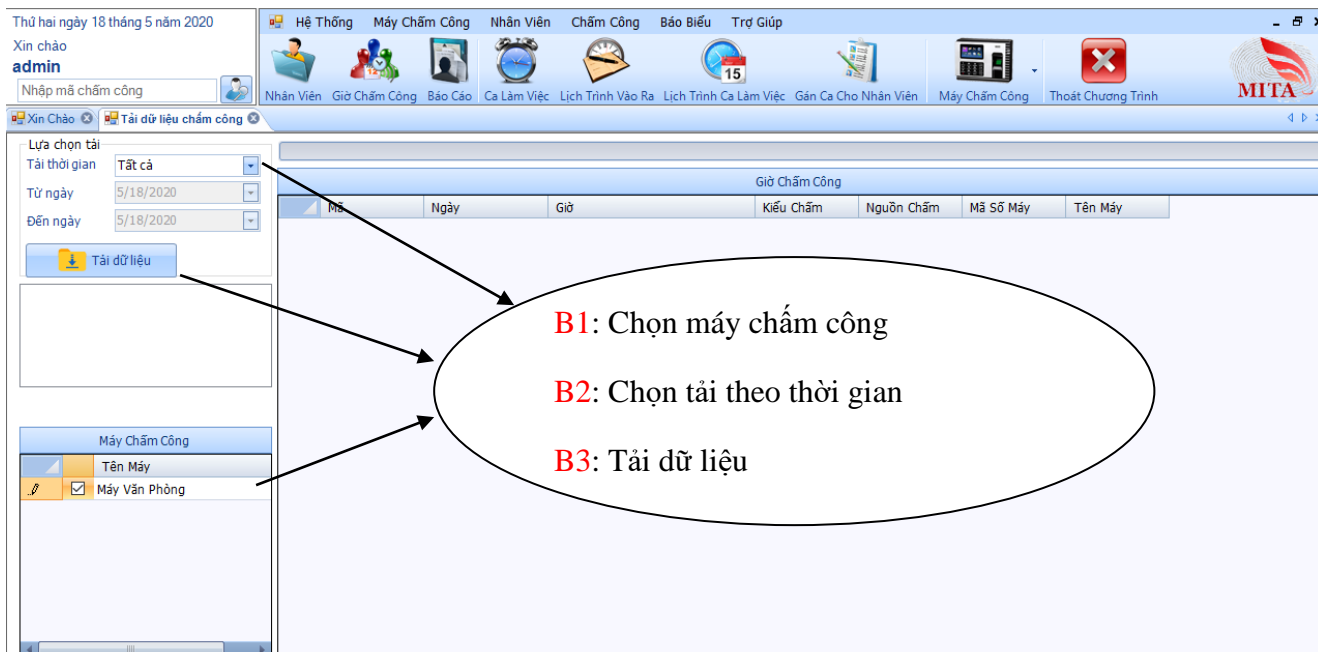 Thứ hai ngày 18 tháng 5 năm 2020
Xin chào
admin
Nhập mã chấm công
Hệ Thống Máy Chấm Công Nhân Viên Chấm Công Báo Biểu Trợ Giúp
Nhân Viên Giờ Chấm Công Báo Cáo Ca Làm Việc Lịch Trình Vào Ra Lịch Trình Ca Làm Việc Gán Ca Cho Nhân Viên Máy Chấm Công Thoát Chương Trình
12
15
MITA
Xin Chào Tải dữ liệu chấm công
Lựa chọn tải
Tải thời gian Tất cả
Từ ngày 5/18/2020
Đến ngày 5/18/2020
Tải dữ liệu
Giờ Chấm Công
Mã Ngày Giờ Kiểu Chấm Nguồn Chấm Mã Số Máy Tên Máy
B1: Chọn máy chấm công
B2: Chọn tải theo thời gian
B3: Tải dữ liệu
Máy Chấm Công
Tên Máy
Máy Văn Phòng